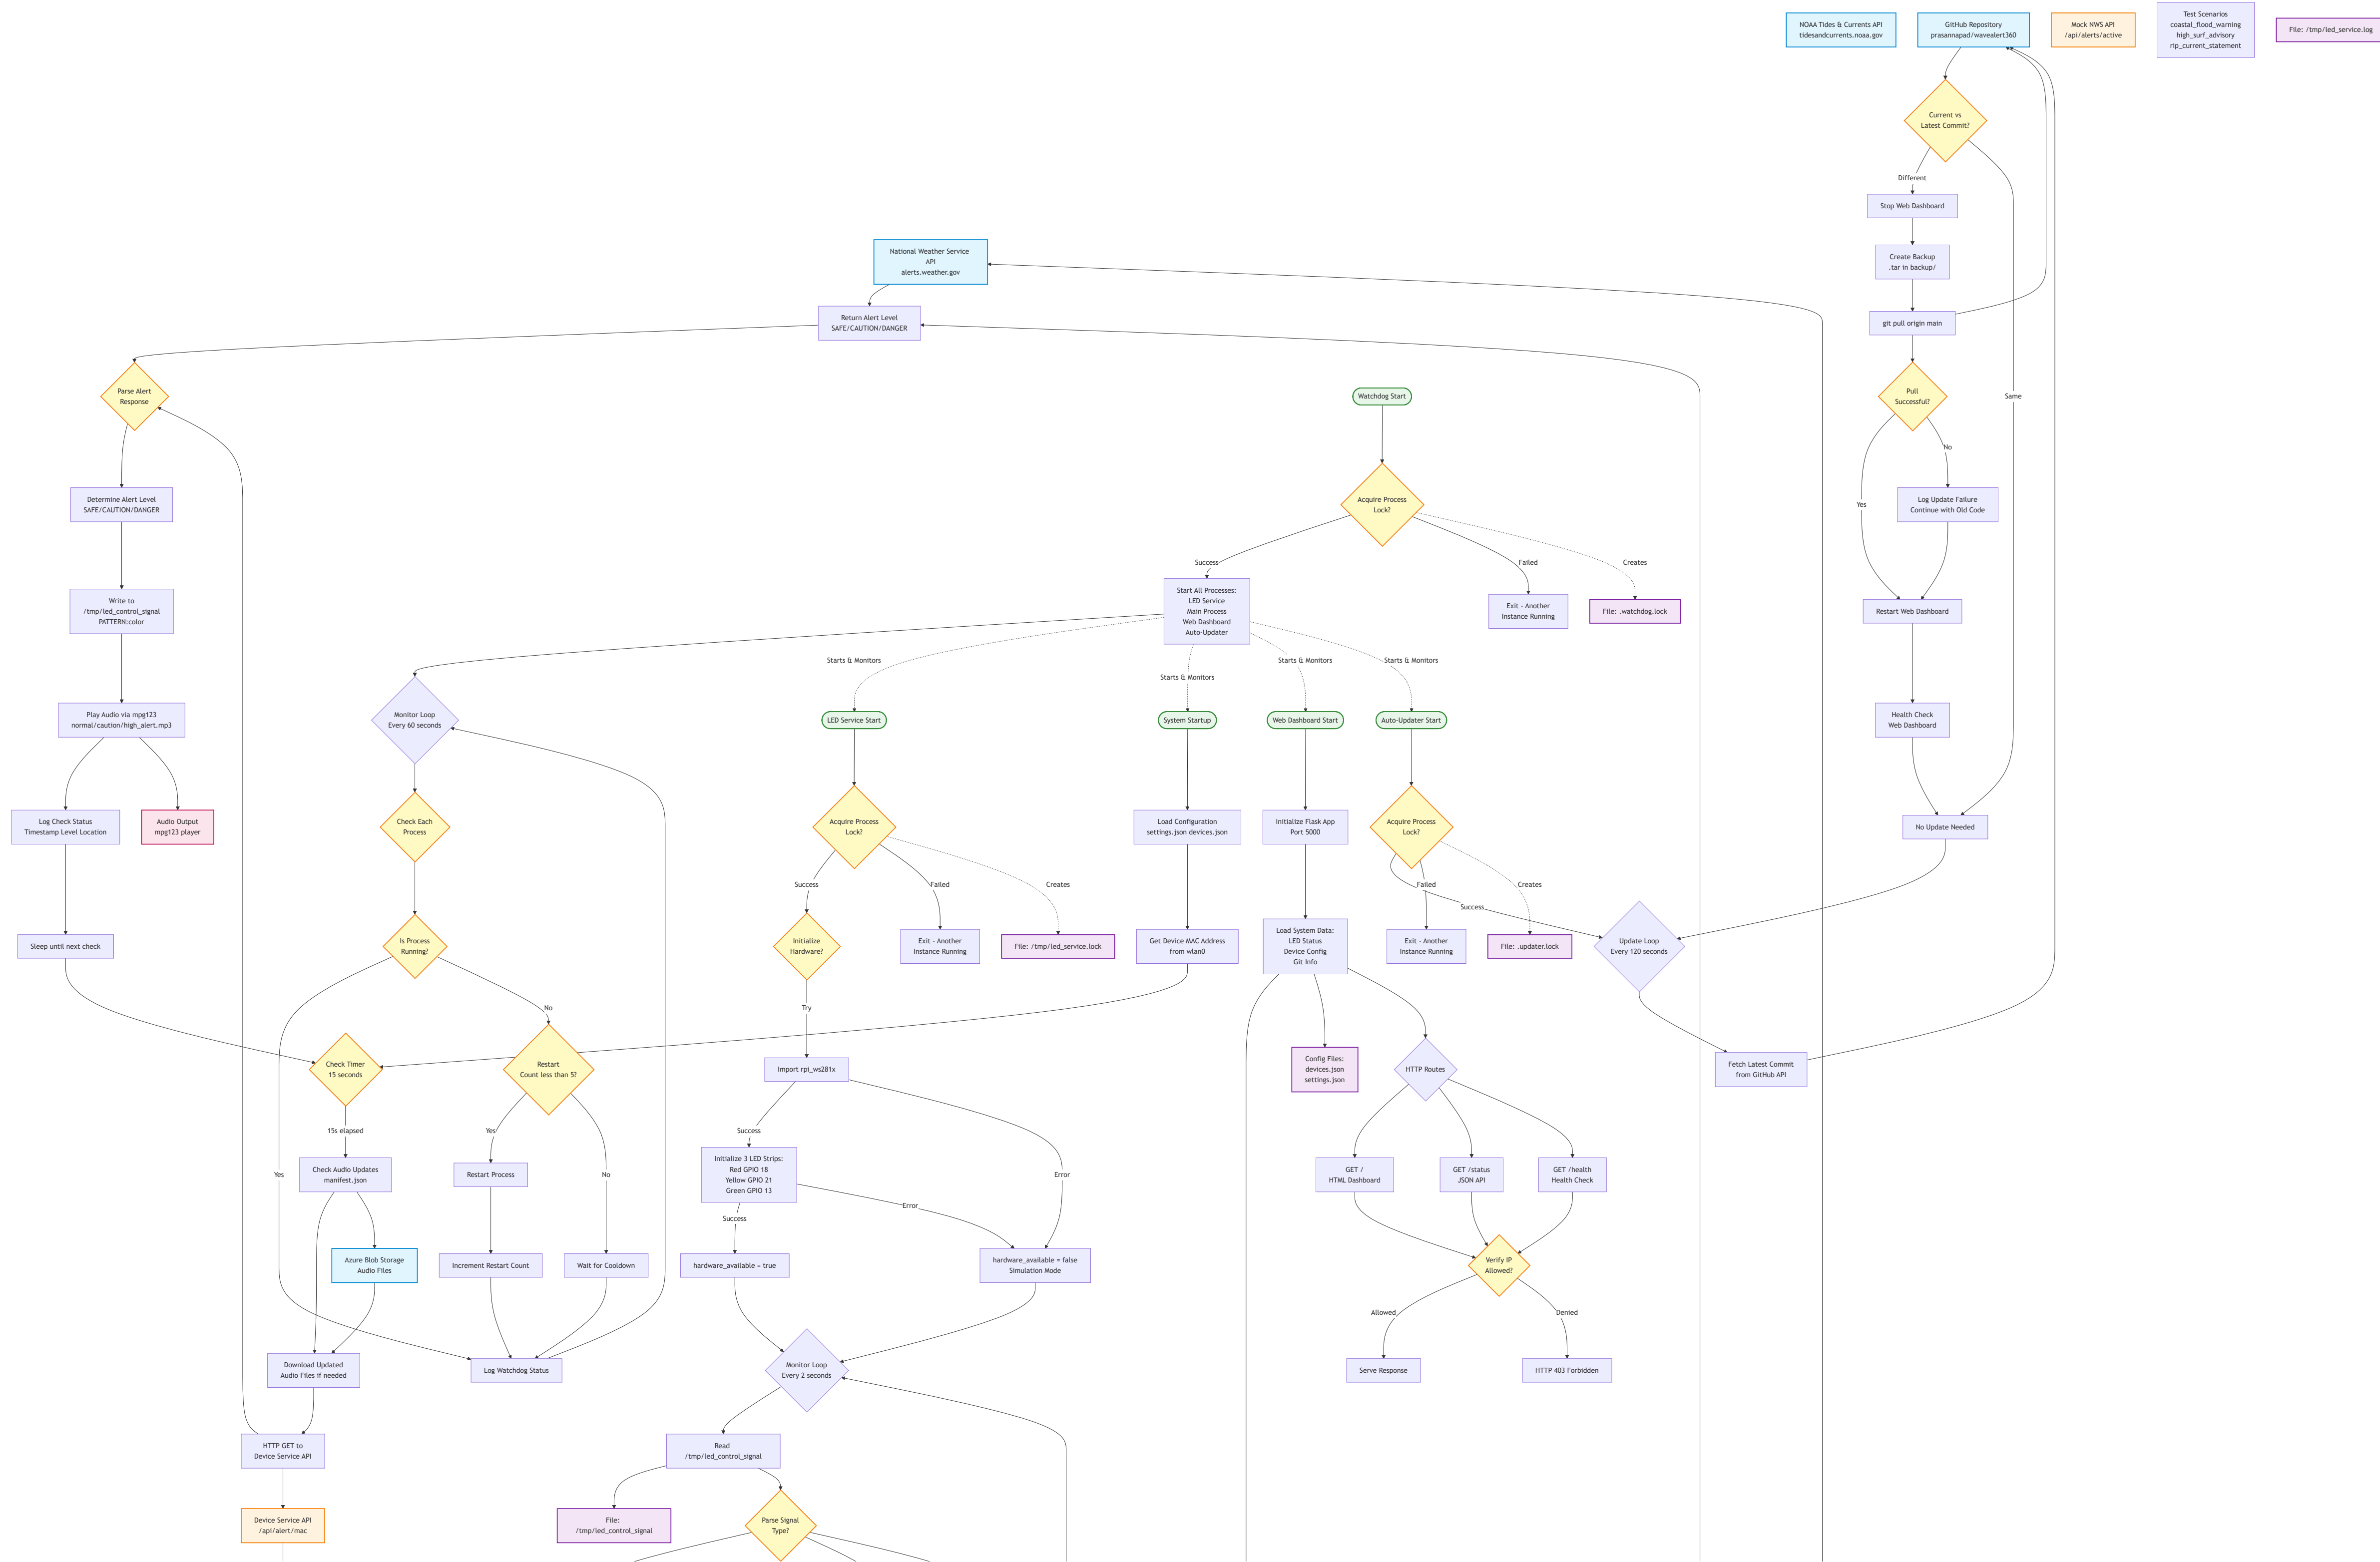 NOAA Tides & Currents API
tidesandcurrents.noaa.gov
GitHub Repository
prasannapad/wavealert360
Mock NWS API
/api/alerts/active
Test Scenarios
coastal_flood_warning
high_surf_advisory
rip_current_statement
File: /tmp/led_service.log
Current vs
Latest Commit?
Different
Same
Stop Web Dashboard
Create Backup
.tar in backup/
git pull origin main
Pull
Successful?
Yes
No
Log Update Failure
Continue with Old Code
Restart Web Dashboard
Health Check
Web Dashboard
No Update Needed
National Weather Service
API
alerts.weather.gov
Return Alert Level
SAFE/CAUTION/DANGER
Parse Alert
Response
Determine Alert Level
SAFE/CAUTION/DANGER
Write to
/tmp/led_control_signal
PATTERN:color
Play Audio via mpg123
normal/caution/high_alert.mp3
Log Check Status
Timestamp Level Location
Audio Output
mpg123 player
Sleep until next check
Watchdog Start
Acquire Process
Lock?
Success
Failed
Creates
Start All Processes:
LED Service
Main Process
Web Dashboard
Auto-Updater
Exit - Another
Instance Running
File: .watchdog.lock
Starts & Monitors
Starts & Monitors
Starts & Monitors
Starts & Monitors
Monitor Loop
Every 60 seconds
LED Service Start
System Startup
Web Dashboard Start
Auto-Updater Start
Check Each
Process
Acquire Process
Lock?
Load Configuration
settings.json devices.json
Initialize Flask App
Port 5000
Acquire Process
Lock?
Success
Failed
Creates
Failed
Success
Creates
Is Process
Running?
Initialize
Hardware?
Exit - Another
Instance Running
File: /tmp/led_service.lock
Get Device MAC Address
from wlan0
Load System Data:
LED Status
Device Config
Git Info
Exit - Another
Instance Running
File: .updater.lock
Update Loop
Every 120 seconds
No
Try
Check Timer
15 seconds
Restart
Count less than 5?
Import rpi_ws281x
Config Files:
devices.json
settings.json
HTTP Routes
Fetch Latest Commit
from GitHub API
15s elapsed
Yes
Success
Yes
No
Error
Check Audio Updates
manifest.json
Restart Process
Initialize 3 LED Strips:
Red GPIO 18
Yellow GPIO 21
Green GPIO 13
GET /
HTML Dashboard
GET /status
JSON API
GET /health
Health Check
Success
Error
Azure Blob Storage
Audio Files
Increment Restart Count
Wait for Cooldown
hardware_available = true
hardware_available = false
Simulation Mode
Verify IP
Allowed?
Allowed
Denied
Download Updated
Audio Files if needed
Log Watchdog Status
Monitor Loop
Every 2 seconds
Serve Response
HTTP 403 Forbidden
HTTP GET to
Device Service API
Read
/tmp/led_control_signal
Device Service API
/api/alert/mac
File:
/tmp/led_control_signal
Parse Signal
Type?